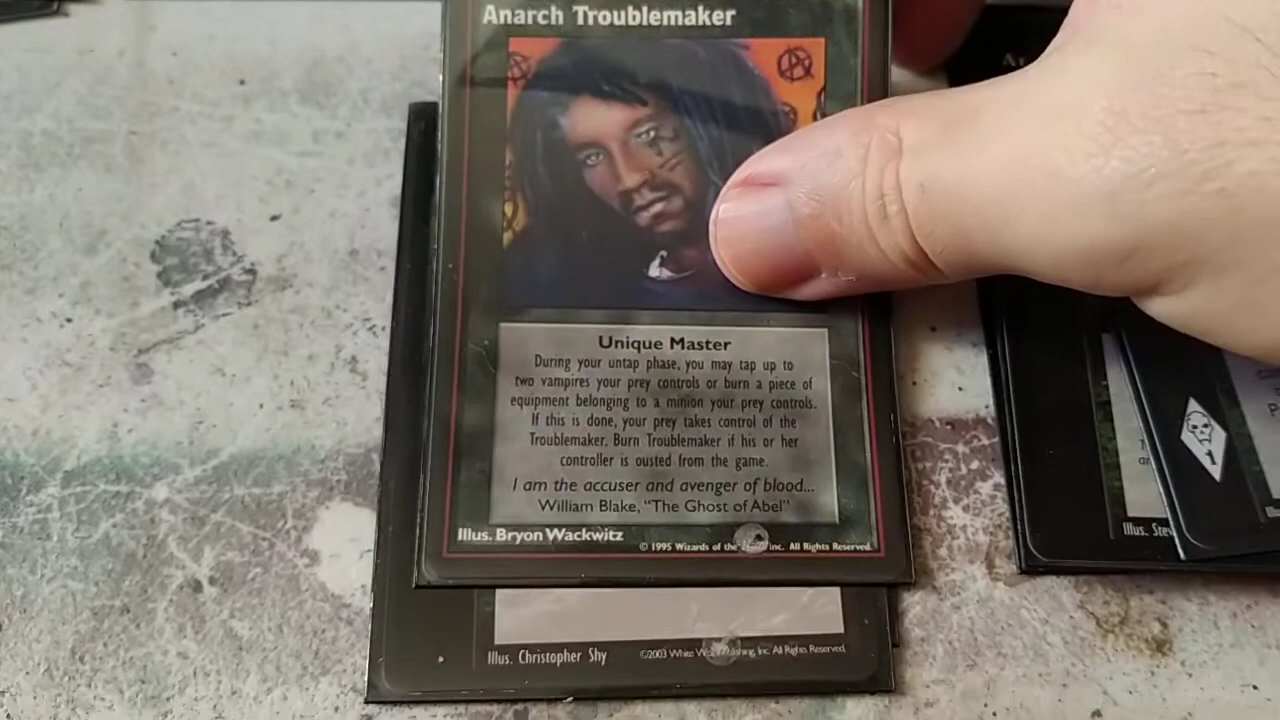 Anarch Troublemaker
Unique Master
During your untap phase, you may tap up to
two vampires your prey controls or burn a piece of
equipment belonging to a minion your prey controls.
If this is done, your prey takes control of the
Troublemaker. Burn Troublemaker if his or her
controller is ousted from the game.
I am the accuser and avenger of blood...
William Blake, “The Ghost of Abel”
Illus. Bryon Wackwitz
© 1995 Wizards of the Inc. All Rights Reserved.
Illus. Christopher Shy
©2003 White Wolf Publishing, Inc. All Rights Reserved.
Illus. Stev